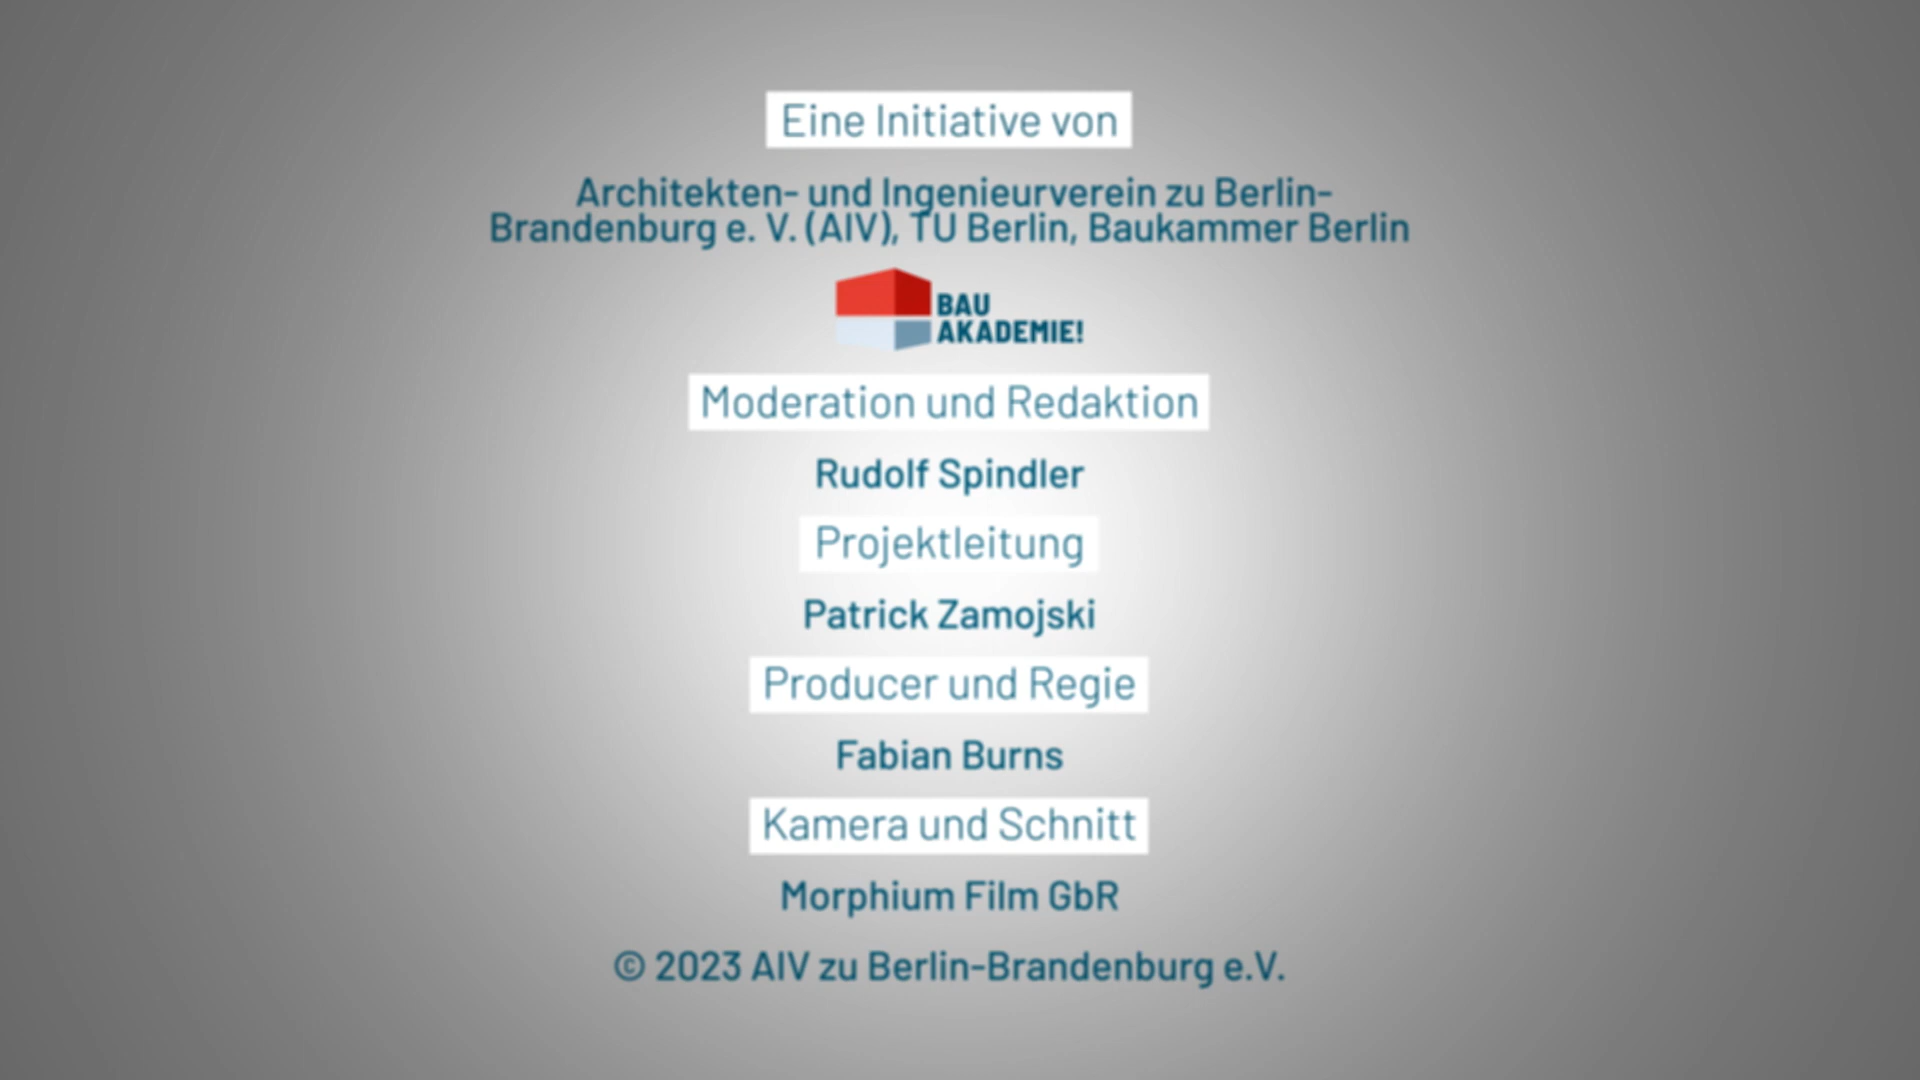 Eine Initiative von
Architekten- und Ingenieurverein zu Berlin-
Brandenburg e. V. (AIV), TU Berlin, Baukammer Berlin
BAU
AKADEMIE!
Moderation und Redaktion
Rudolf Spindler
Projektleitung
Patrick Zamojski
Producer und Regie
Fabian Burns
Kamera und Schnitt
Morphium Film GbR
© 2023 AIV zu Berlin-Brandenburg e.V.